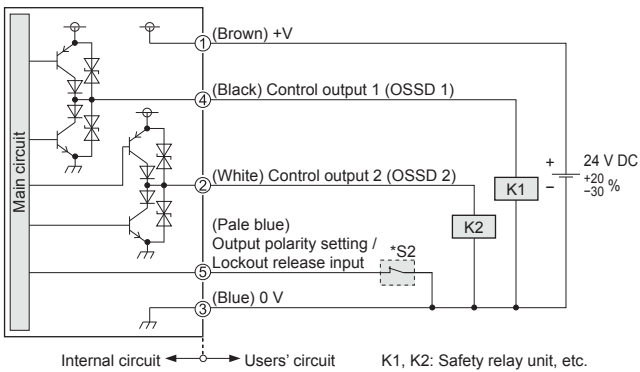 Main circuit
① (Brown) +V
④ (Black) Control output 1 (OSSD 1)
② (White) Control output 2 (OSSD 2)
(Pale blue)
Output polarity setting /
⑤ Lockout release input
*S2
③ (Blue) 0 V
K1
K2
+
−
24 V DC
+20
−30 %
Internal circuit
Users' circuit
K1, K2: Safety relay unit, etc.